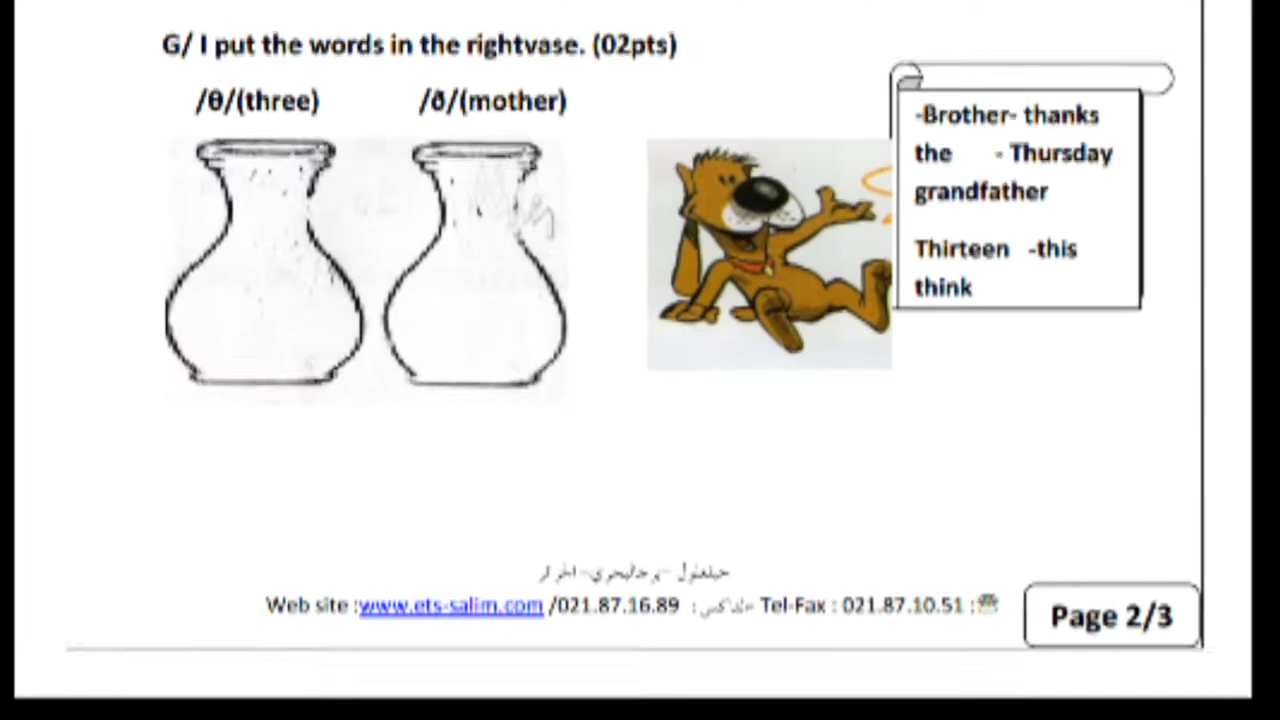 G/ I put the words in the rightvase. (02pts)
/θ/(three) /ð/(mother)
-Brother- thanks
the - Thursday
grandfather
Thirteen -this
think
Web site :www.ets-salim.com /021.87.16.89 : Tel-Fax : 021.87.10.51 :☎
Page 2/3